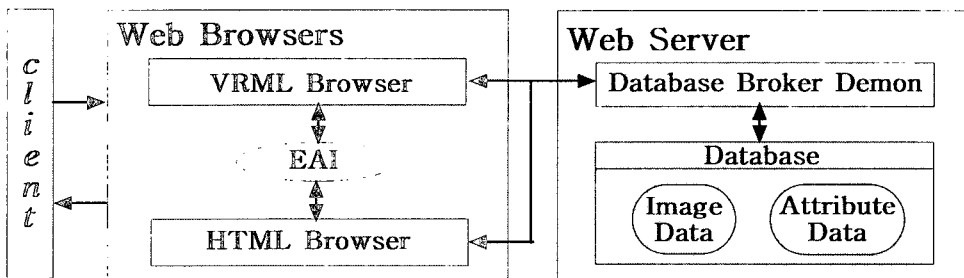 client
Web Browsers
VRML Browser
EAI
HTML Browser
Web Server
Database Broker Demon
Database
Image
Data
Attribute
Data